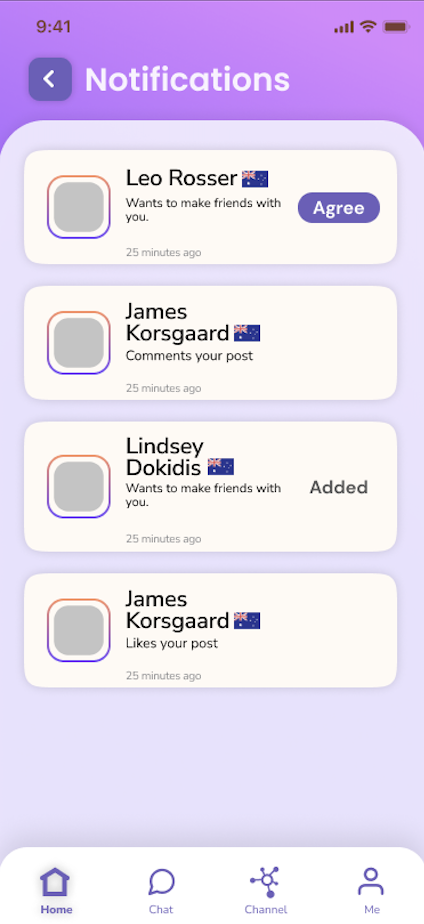 9:41
Notifications
Leo Rosser
Wants to make friends with
you.
Agree
25 minutes ago
James
Korsgaard
Comments your post
25 minutes ago
Lindsey
Dokidis
Wants to make friends with
you.
Added
25 minutes ago
James
Korsgaard
Likes your post
25 minutes ago
Home
Chat
Channel
Me